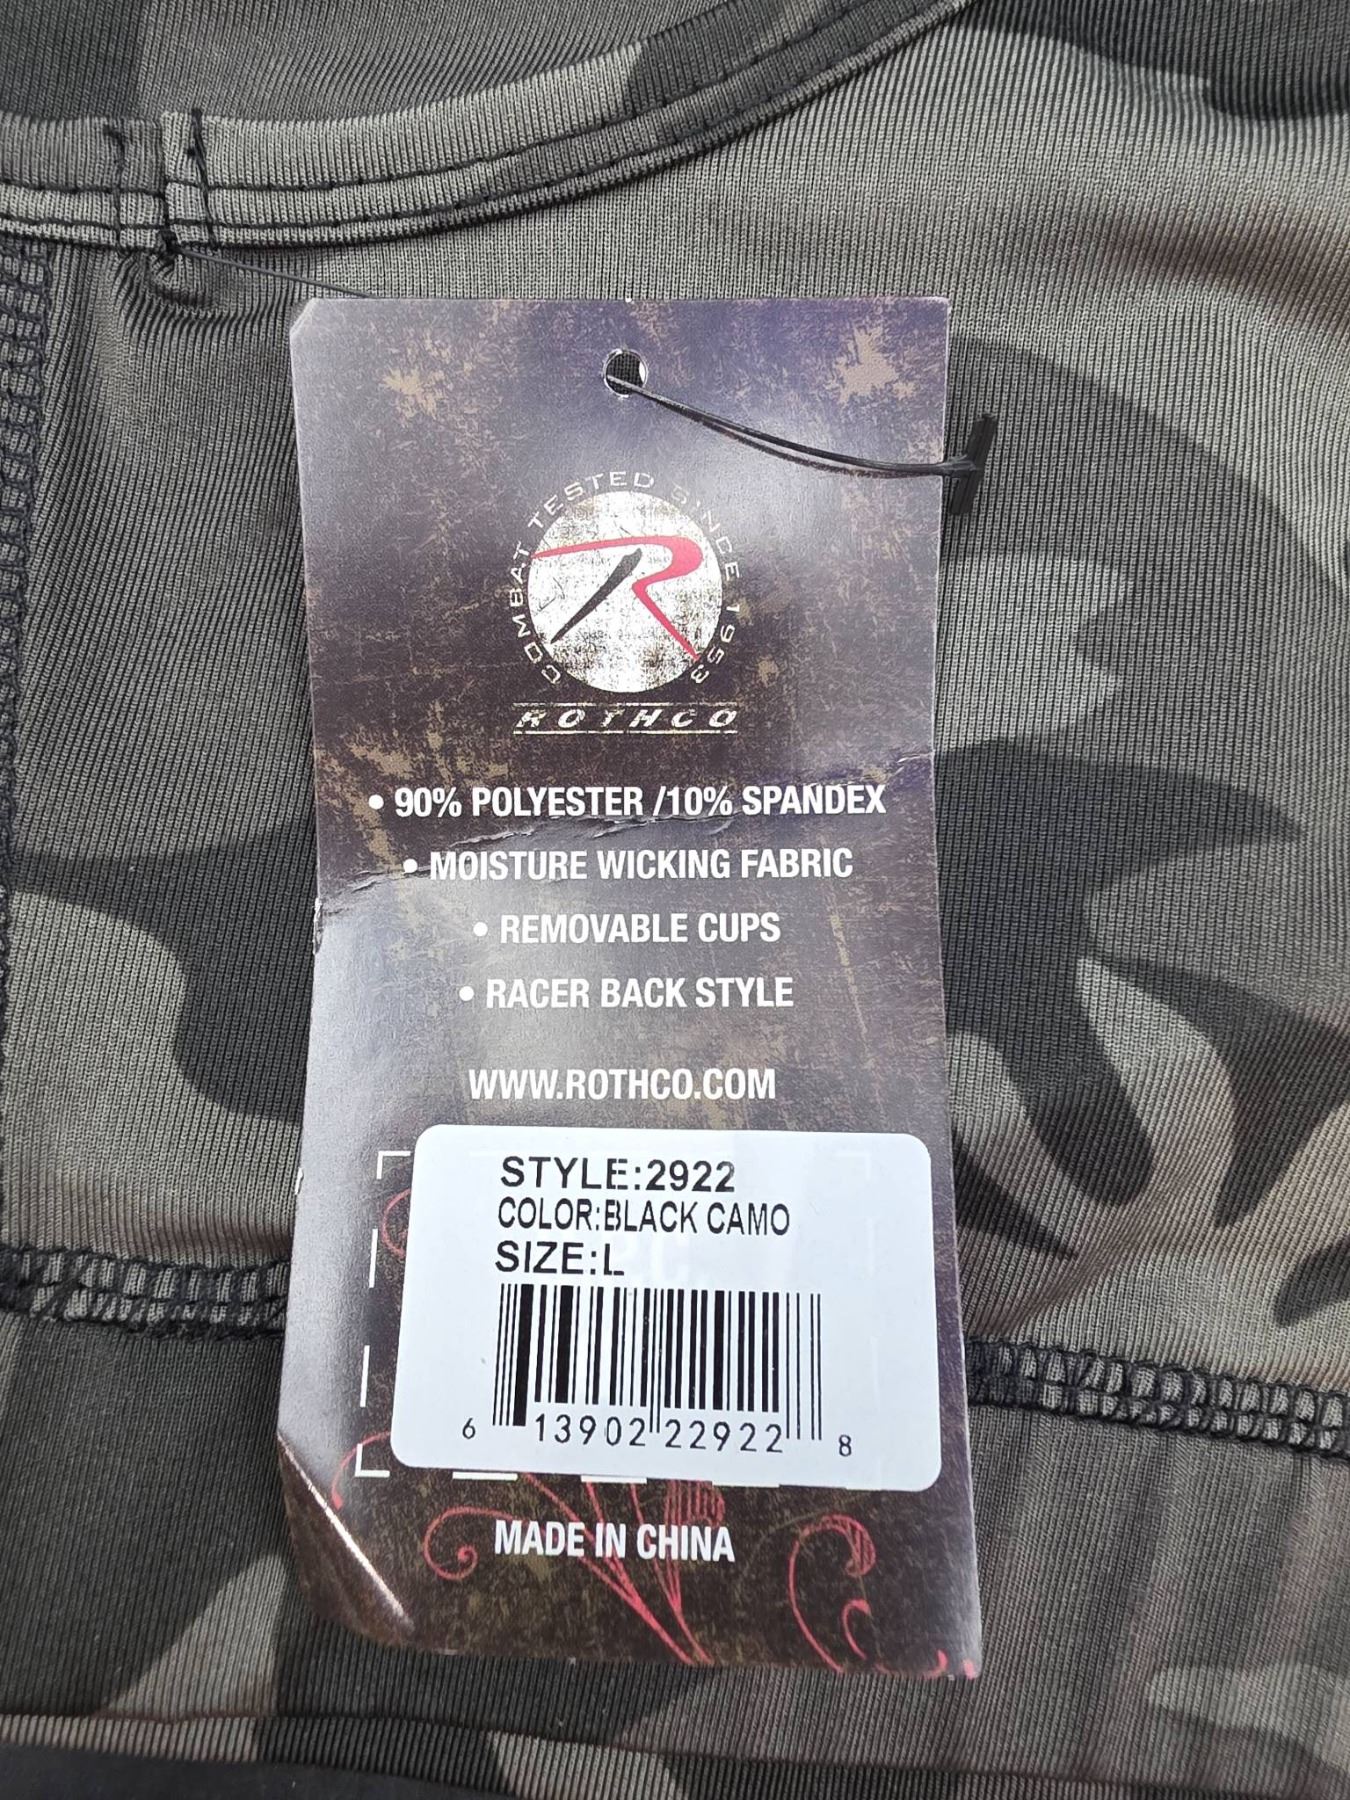 COMBAT TESTED SINCE 1953
ROTHCO
• 90% POLYESTER /10% SPANDEX
• MOISTURE WICKING FABRIC
• REMOVABLE CUPS
• RACER BACK STYLE
WWW.ROTHCO.COM
STYLE:2922
COLOR:BLACK CAMO
SIZE:L
6 13902 22922 8
MADE IN CHINA